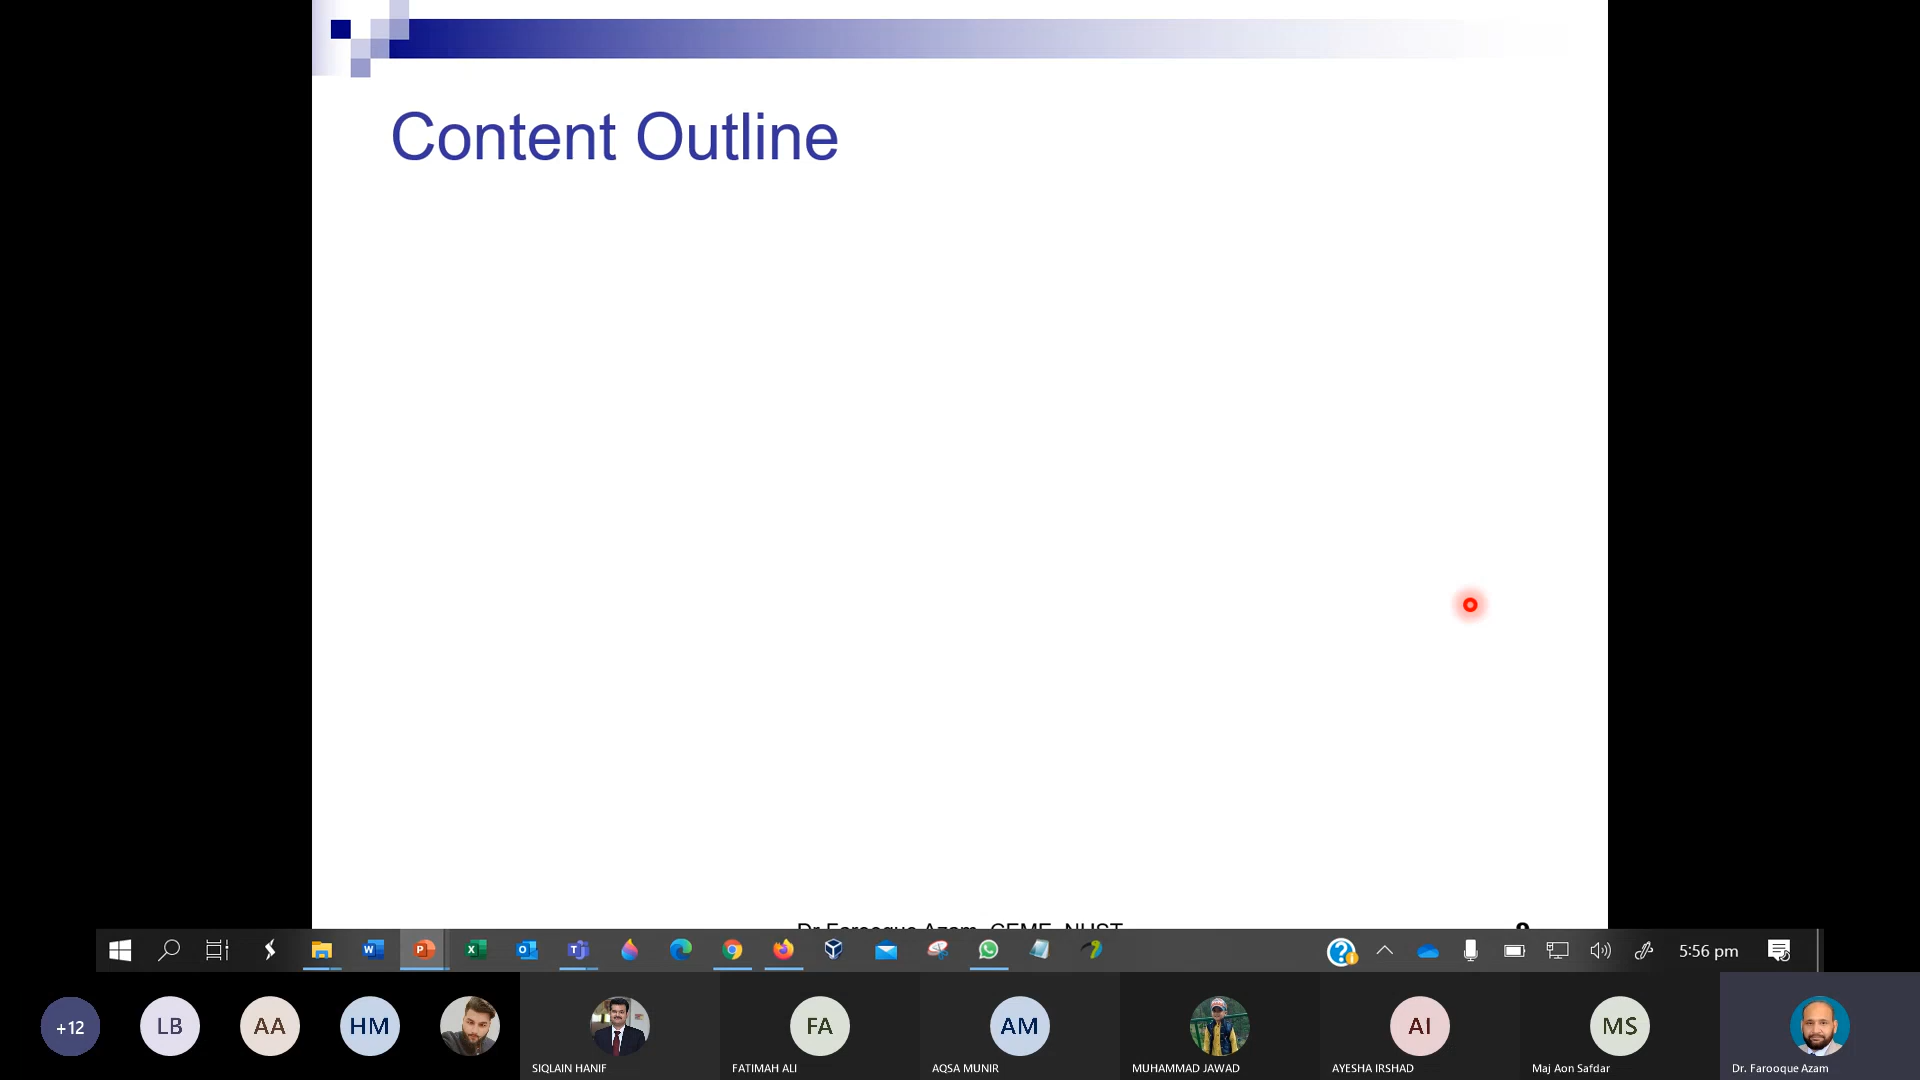 Content Outline
Dr Farooque Azam, CEME, NUST
5:56 pm
+12
LB
AA
HM
FA
AM
AI
MS
SIQLAIN HANIF
FATIMAH ALI
AQSA MUNIR
MUHAMMAD JAWAD
AYESHA IRSHAD
Maj Aon Safdar
Dr. Farooque Azam